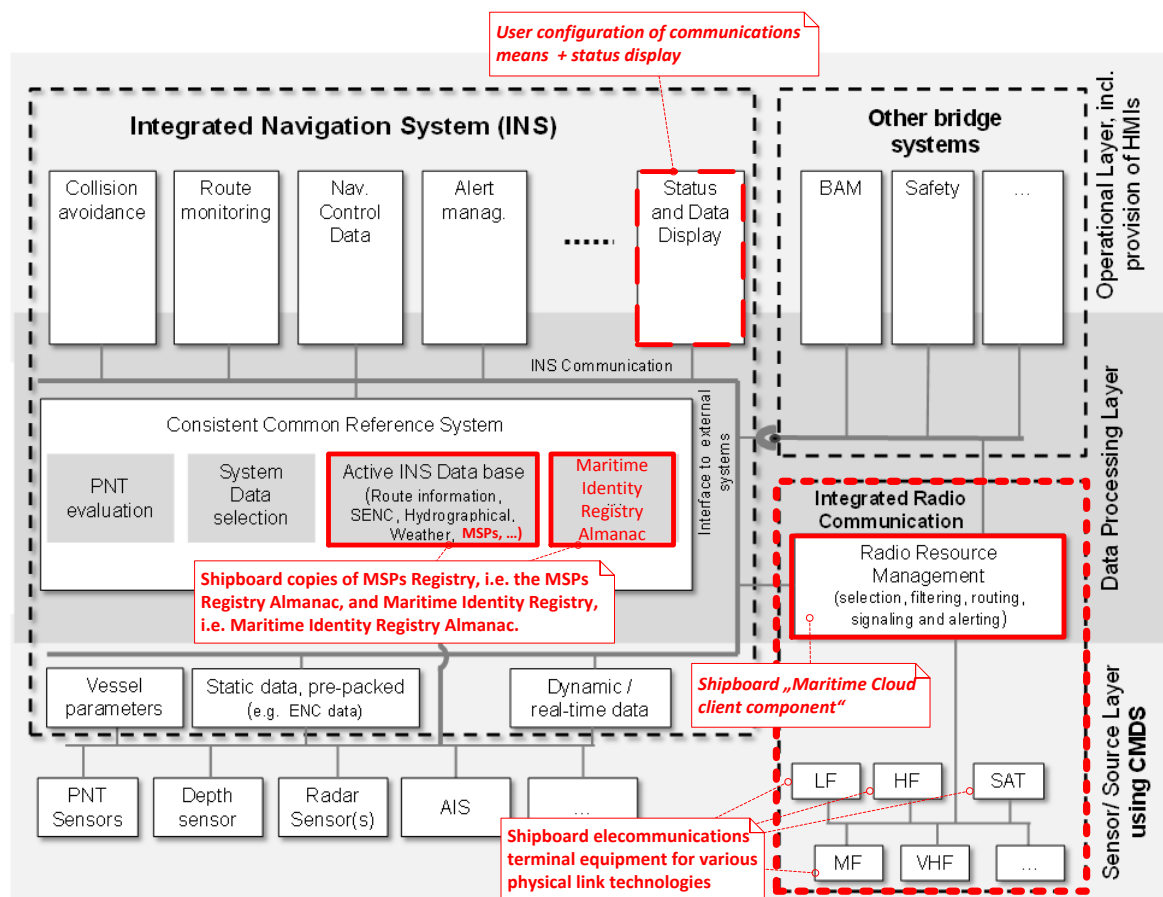 User configuration of communications
means + status display
Integrated Navigation System (INS)
Other bridge
systems
Operational Layer, incl.
provision of HMIs
Collision
avoidance
Route
monitoring
Nav.
Control
Data
Alert
manag.
......
Status
and Data
Display
BAM
Safety
...
INS Communication
Interface to external
systems
Data Processing Layer
Consistent Common Reference System
PNT
evaluation
System
Data
selection
Active INS Data base
(Route information,
SENC, Hydrographical,
Weather, MSPs, ...)
Maritime
Identity
Registry
Almanac
Integrated Radio
Communication
Radio Resource
Management
(selection, filtering, routing,
signaling and alerting)
Shipboard copies of MSPs Registry, i.e. the MSPs
Registry Almanac, and Maritime Identity Registry,
i.e. Maritime Identity Registry Almanac.
Shipboard „Maritime Cloud
client component“
Vessel
parameters
Static data, pre-packed
(e.g. ENC data)
Dynamic /
real-time data
Sensor/ Source Layer
using CMDS
PNT
Sensors
Depth
sensor
Radar
Sensor(s)
AIS
...
LF
HF
SAT
Shipboard elecommunications
terminal equipment for various
physical link technologies
MF
VHF
...